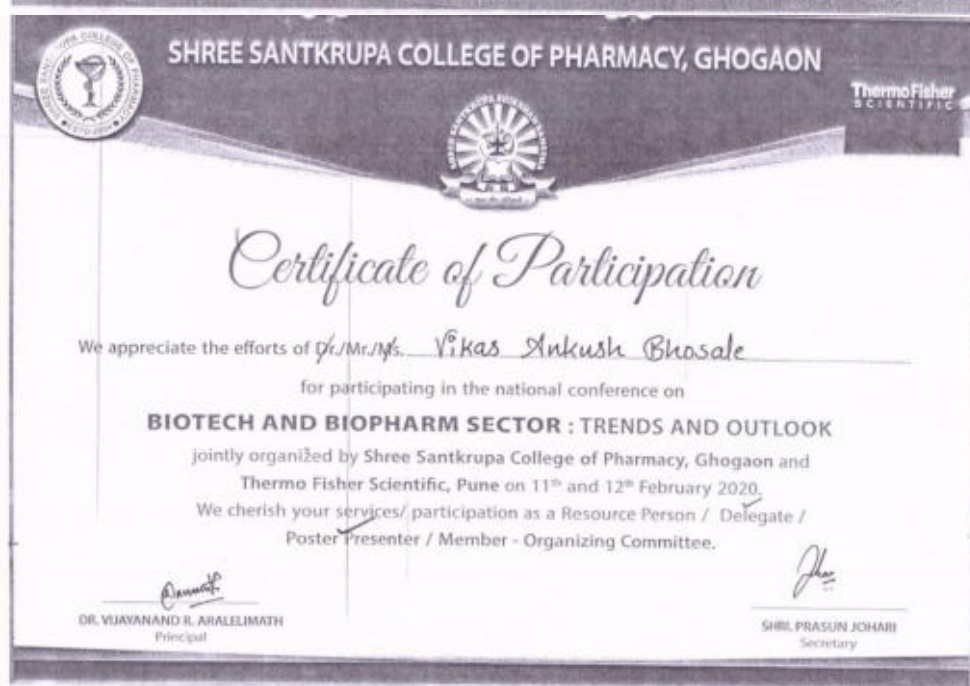 SHREE SANTKRUPA COLLEGE OF PHARMACY, GHOGAON
ThermoFisher
SCIENTIFIC
Certificate of Participation
We appreciate the efforts of Dr./Mr./Ms. Vikas Ankush Bhosale
for participating in the national conference on
BIOTECH AND BIOPHARM SECTOR : TRENDS AND OUTLOOK
jointly organized by Shree Santkrupa College of Pharmacy, Ghogaon and
Thermo Fisher Scientific, Pune on 11th and 12th February 2020.
We cherish your services/ participation as a Resource Person / Delegate /
Poster Presenter / Member - Organizing Committee.
DR. VIJAYANAND R. ARALELIMATH
Principal
SHRI. PRASUN JOHARI
Secretary